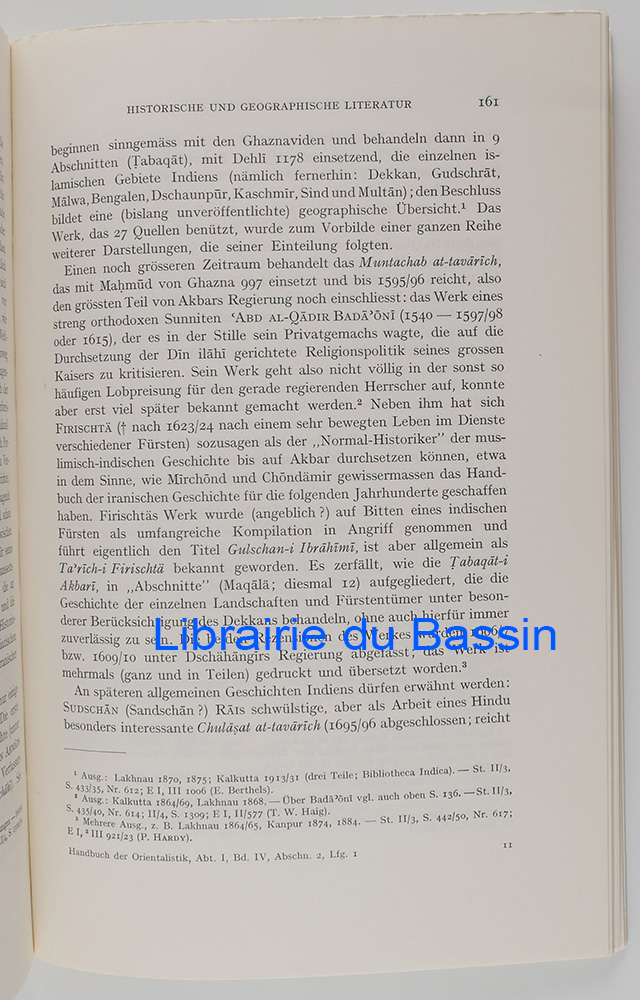 HISTORISCHE UND GEOGRAPHISCHE LITERATUR 161
beginnen sinngemäss mit den Ghaznaviden und behandeln dann in 9
Abschnitten (Ṭabaqāt), mit Dehlī 1178 einsetzend, die einzelnen is-
lamischen Gebiete Indiens (nämlich fernerhin: Dekkan, Gudschrāt,
Mālwa, Bengalen, Dschaunpūr, Kaschmīr, Sind und Multān); den Beschluss
bildet eine (bislang unveröffentlichte) geographische Übersicht.¹ Das
Werk, das 27 Quellen benützt, wurde zum Vorbilde einer ganzen Reihe
weiterer Darstellungen, die seiner Einteilung folgten.
Einen noch grösseren Zeitraum behandelt das Muntachab at-tavārīch,
das mit Maḥmūd von Ghazna 997 einsetzt und bis 1595/96 reicht, also
den grössten Teil von Akbars Regierung noch einschliesst: das Werk eines
streng orthodoxen Sunniten ʿABD AL-QĀDIR BADĀʾŌNĪ (1540 — 1597/98
oder 1615), der es in der Stille sein Privatgemachs wagte, die auf die
Durchsetzung der Dīn ilāhī gerichtete Religionspolitik seines grossen
Kaisers zu kritisieren. Sein Werk geht also nicht völlig in der sonst so
häufigen Lobpreisung für den gerade regierenden Herrscher auf, konnte
aber erst viel später bekannt gemacht werden.² Neben ihm hat sich
FIRISCHTÄ († nach 1623/24 nach einem sehr bewegten Leben im Dienste
verschiedener Fürsten) sozusagen als der „Normal-Historiker” der mus-
limisch-indischen Geschichte bis auf Akbar durchsetzen können, etwa
in dem Sinne, wie Mīrchōnd und Chōndämīr gewissermassen das Hand-
buch der iranischen Geschichte für die folgenden Jahrhunderte geschaffen
haben. Firischtäs Werk wurde (angeblich?) auf Bitten eines indischen
Fürsten als umfangreiche Kompilation in Angriff genommen und
führt eigentlich den Titel Gulschan-i Ibrāhīmī, ist aber allgemein als
Taʾrīch-i Firischtä bekannt geworden. Es zerfällt, wie die Ṭabaqāt-i
Akbarī, in „Abschnitte” (Maqālä; diesmal 12) aufgegliedert, die die
Geschichte der einzelnen Landschaften und Fürstentümer unter beson-
derer Berücksichtigung des Dekkans behandeln, ohne auch hierfür immer
zuverlässig zu sein. Die beiden Rezensionen des Werkes wurden
bzw. 1609/10 unter Dschähāngīrs Regierung abgefasst; das Werk ist
mehrmals (ganz und in Teilen) gedruckt und übersetzt worden.³
An späteren allgemeinen Geschichten Indiens dürfen erwähnt werden:
SUDSCHĀN (Sandschān?) RĀIS schwülstige, aber als Arbeit eines Hindu
besonders interessante Chulāṣat at-tavārīch (1695/96 abgeschlossen; reicht
¹ Ausg.: Lakhnau 1870, 1875; Kalkutta 1913/31 (drei Teile; Bibliotheca Indica). — St. II/3,
S. 433/35, Nr. 612; E I, III 1006 (E. Berthels).
² Ausg.: Kalkutta 1864/69, Lakhnau 1868. — Über Badāʾōnī vgl. auch oben S. 136. — St. II/3,
S. 435/40, Nr. 614; II/4, S. 1309; E I, II/577 (T. W. Haig).
³ Mehrere Ausg., z. B. Lakhnau 1864/65, Kanpur 1874, 1884. — St. II/3, S. 442/50, Nr. 617;
E I,² III 921/23 (P. HARDY).
Handbuch der Orientalistik, Abt. I, Bd. IV, Abschn. 2, Lfg. 1 11
Librairie du Bassin